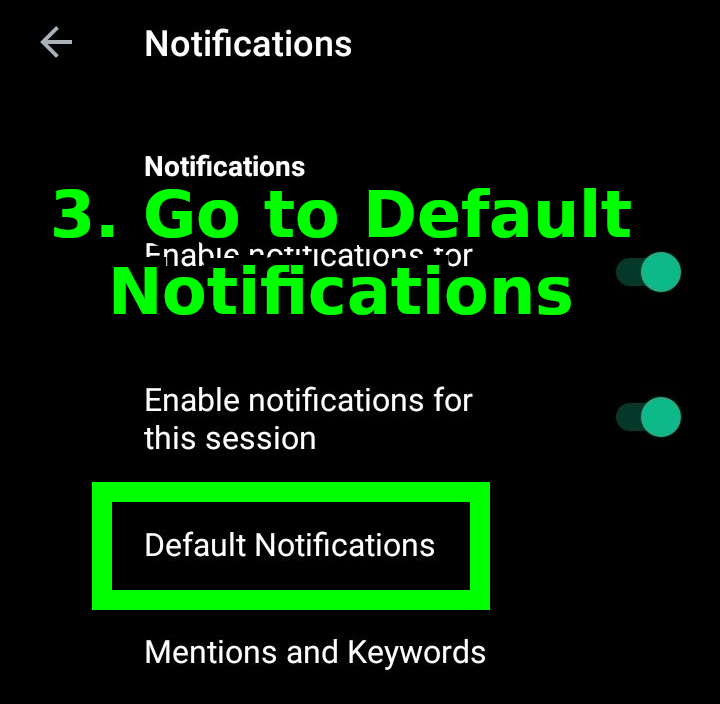 Notifications
Notifications
3. Go to Default
Enable notifications for
Notifications
Enable notifications for
this session
Default Notifications
Mentions and Keywords